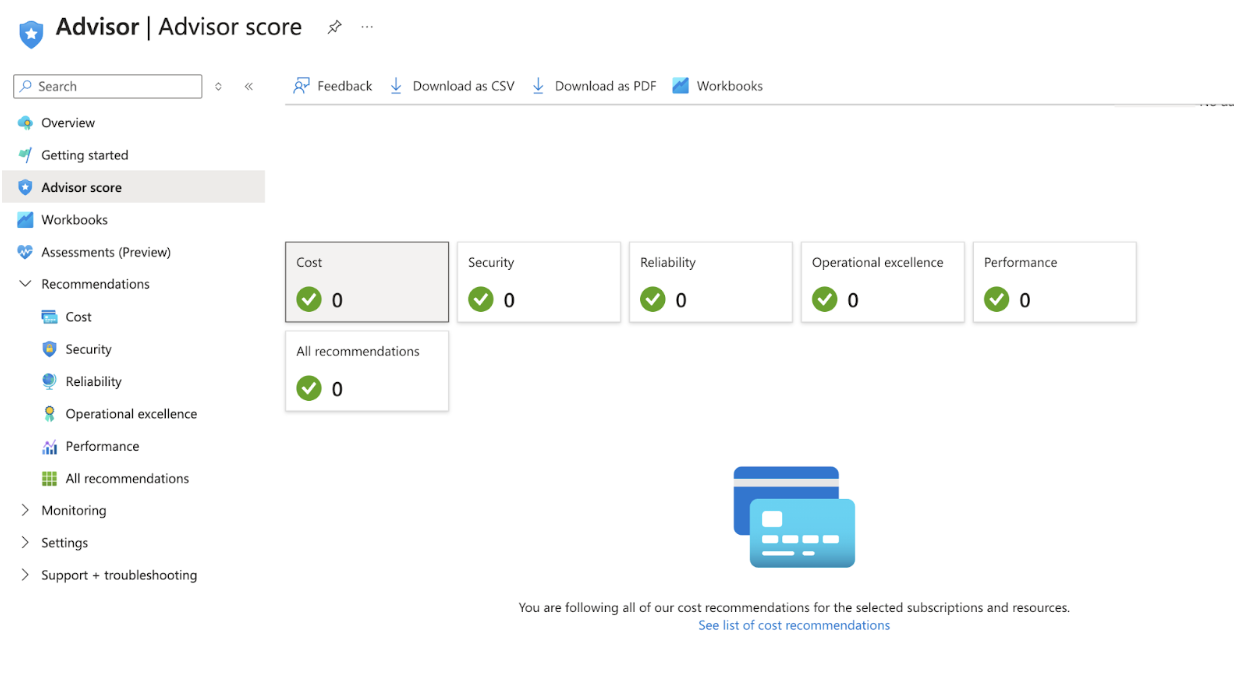 Advisor | Advisor score
Search
Feedback
Download as CSV
Download as PDF
Workbooks
Overview
Getting started
Advisor score
Workbooks
Assessments (Preview)
Recommendations
Cost
Security
Reliability
Operational excellence
Performance
All recommendations
Monitoring
Settings
Support + troubleshooting
Cost
0
Security
0
Reliability
0
Operational excellence
0
Performance
0
All recommendations
0
You are following all of our cost recommendations for the selected subscriptions and resources.
See list of cost recommendations